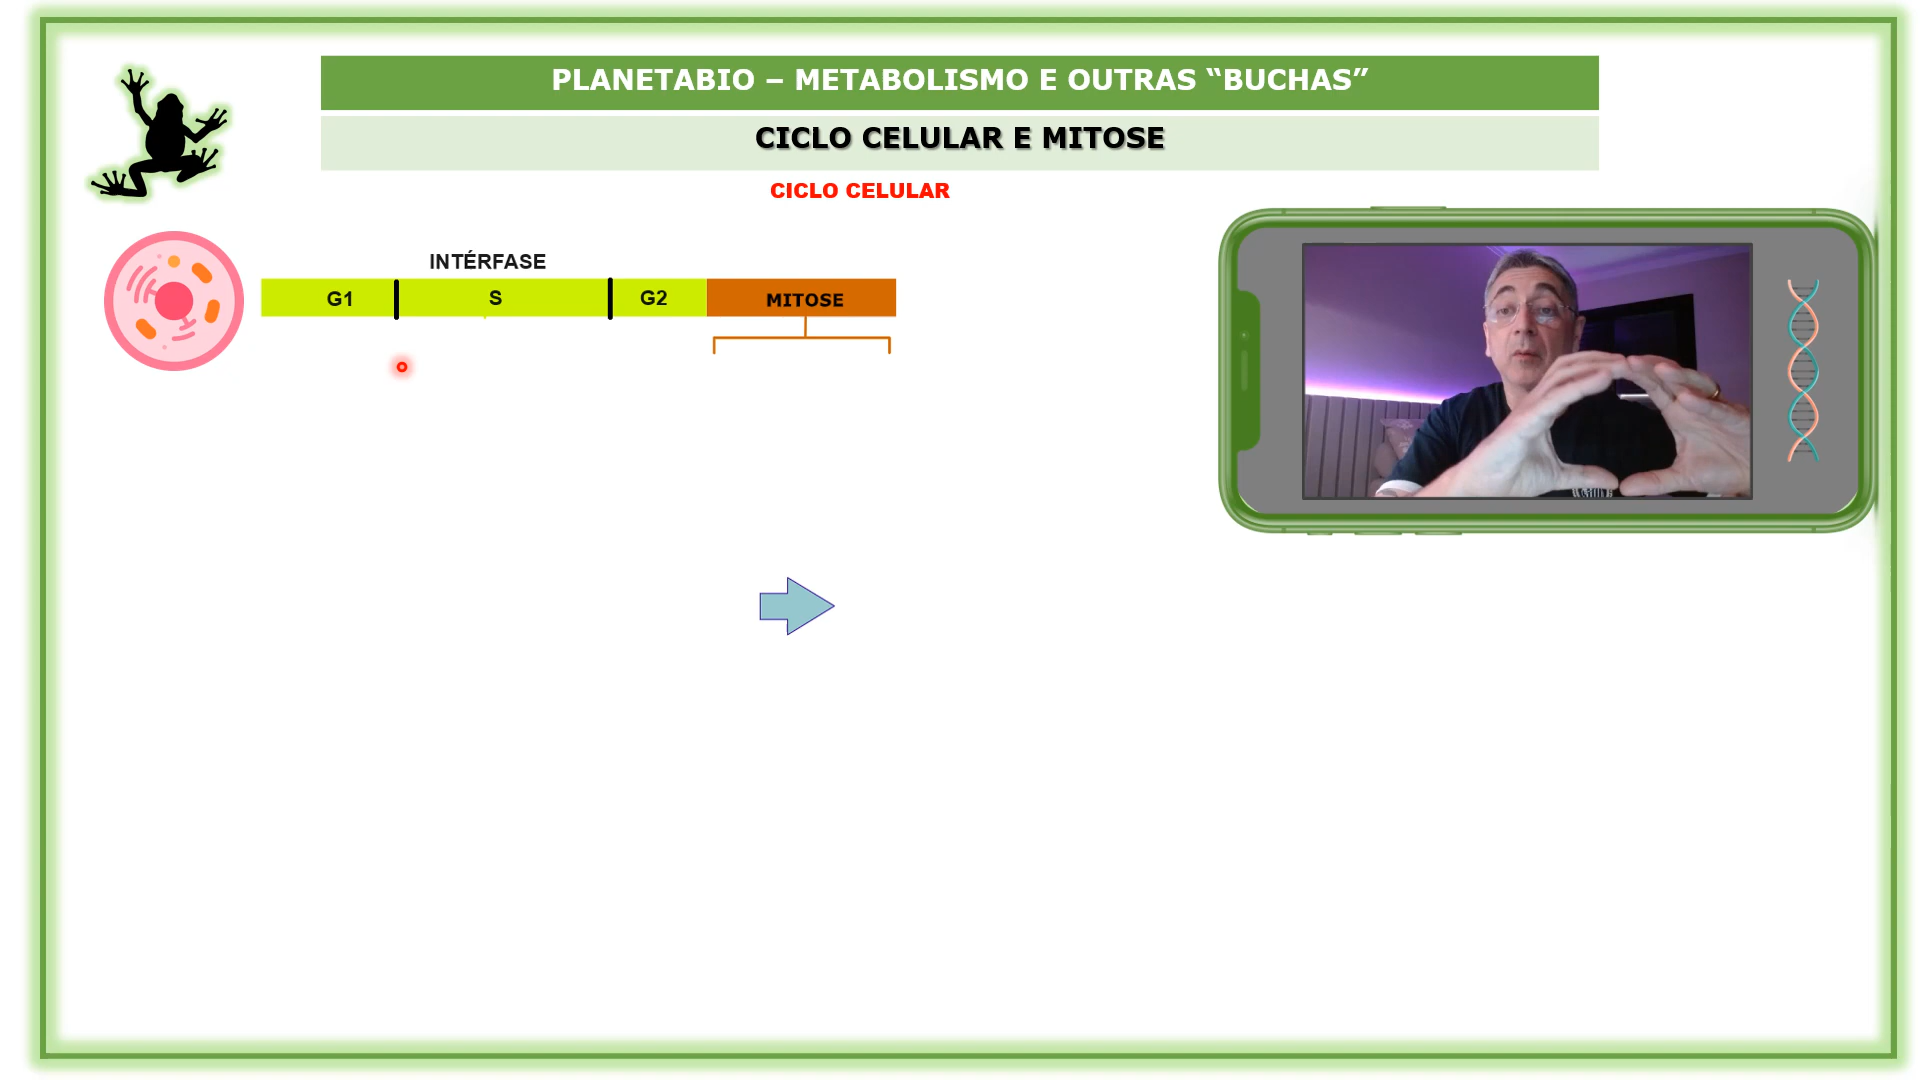 PLANETABIO – METABOLISMO E OUTRAS “BUCHAS”
CICLO CELULAR E MITOSE
CICLO CELULAR
INTÉRFASE
G1 S G2 MITOSE